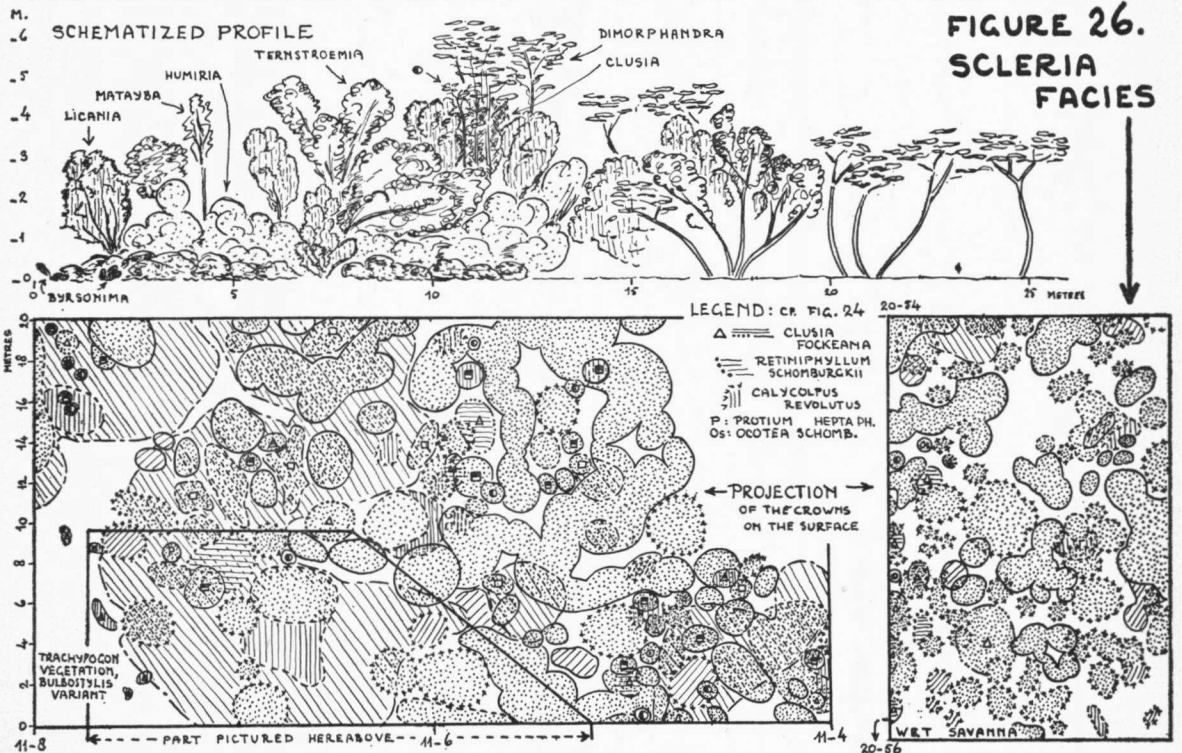 FIGURE 26.
SCLERIA
FACIES
SCHEMATIZED PROFILE
M.
6
5
4
3
2
1
0
LICANIA
MATAYBA
HUMIRIA
TERNSTROEMIA
DIMORPHANDRA
CLUSIA
BYRSONIMA
0 5 10 15 20 25 METRES
LEGEND: CP. FIG. 24
CLUSIA
FOCKEANA
RETINIPHYLLUM
SCHOMBURGKII
CALYCOLPUS
REVOLUTUS
P: PROTIUM HEPTAPH.
OS: OCOTEA SCHOMB.
PROJECTION
OF THE CROWNS
ON THE SURFACE
METRES
20
18
16
14
12
10
8
6
4
2
0
TRACHYPOGON
VEGETATION,
BULBOSTYLIS
VARIANT
11-8
PART PICTURED HEREABOVE
11-6
11-4
20-54
WET SAVANNA
20-56